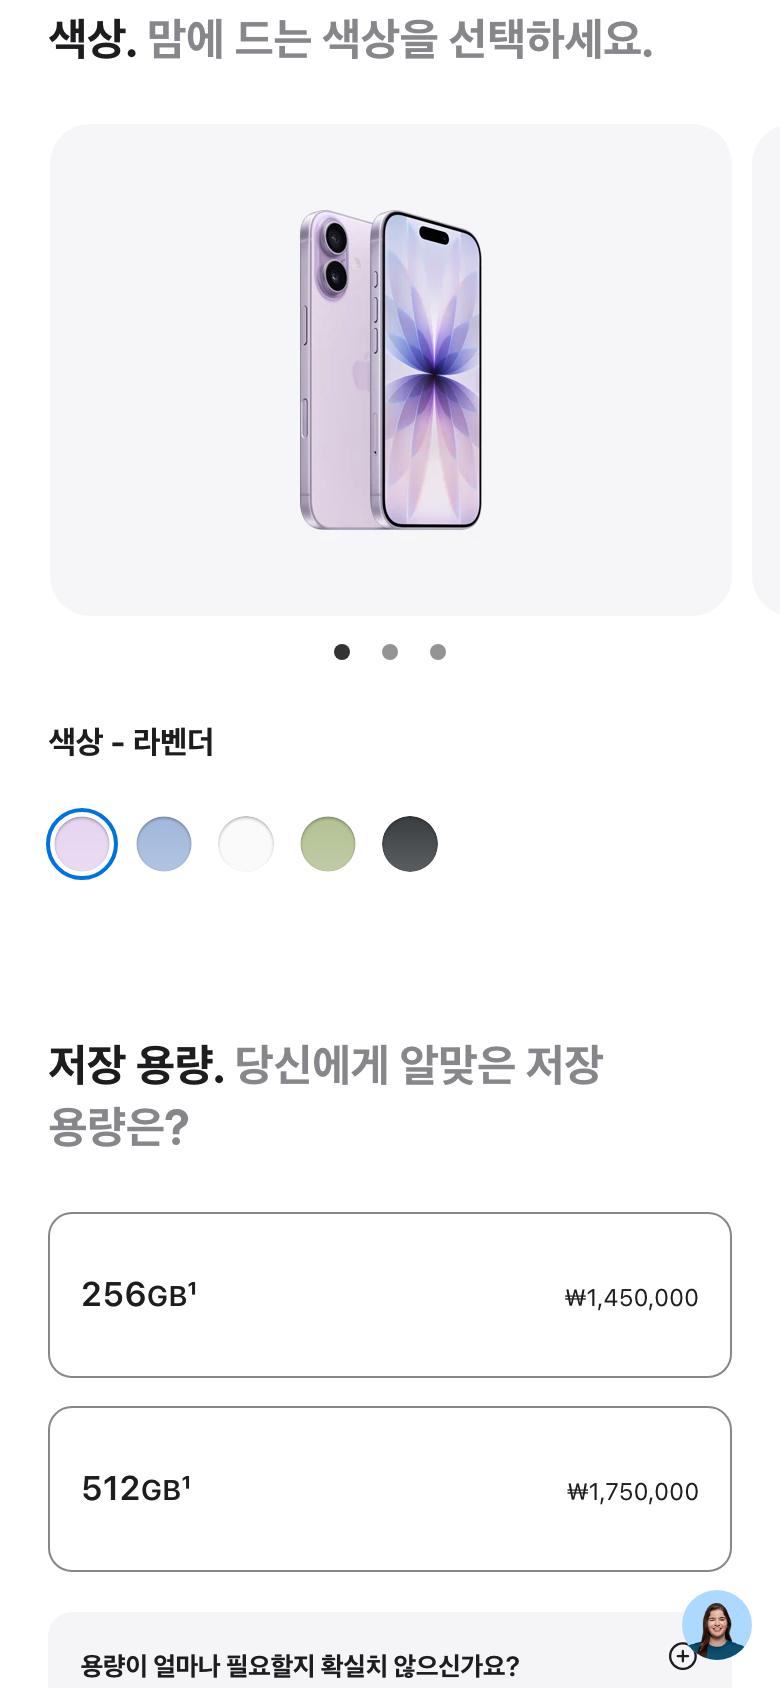 색상. 맘에 드는 색상을 선택하세요.
색상 - 라벤더
저장 용량. 당신에게 알맞은 저장
용량은?
256GB¹ ₩1,450,000
512GB¹ ₩1,750,000
용량이 얼마나 필요할지 확실치 않으신가요?